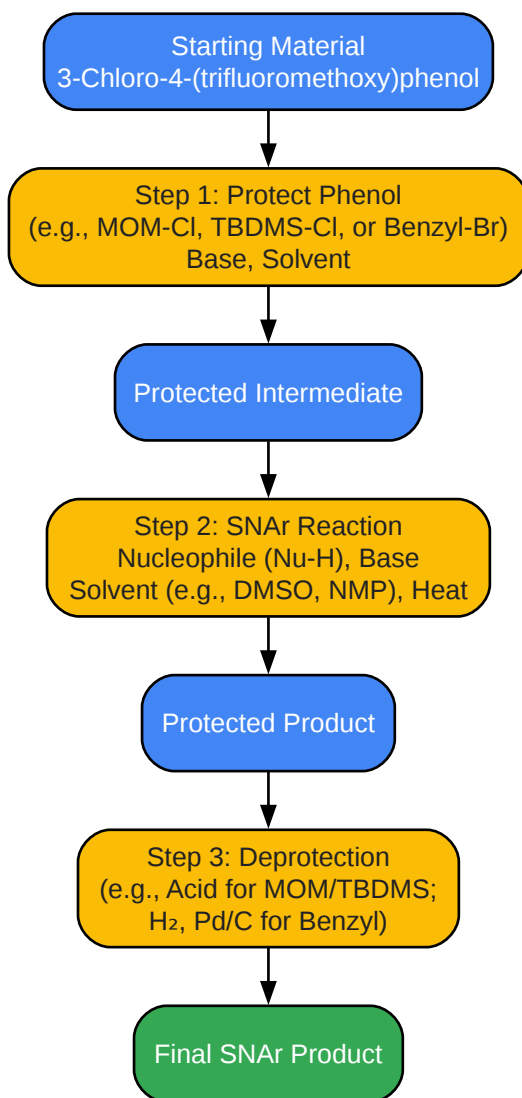 Starting Material
3-Chloro-4-(trifluoromethoxy)phenol
Step 1: Protect Phenol
(e.g., MOM-Cl, TBDMS-Cl, or Benzyl-Br)
Base, Solvent
Protected Intermediate
Step 2: SNAr Reaction
Nucleophile (Nu-H), Base
Solvent (e.g., DMSO, NMP), Heat
Protected Product
Step 3: Deprotection
(e.g., Acid for MOM/TBDMS;
H₂, Pd/C for Benzyl)
Final SNAr Product